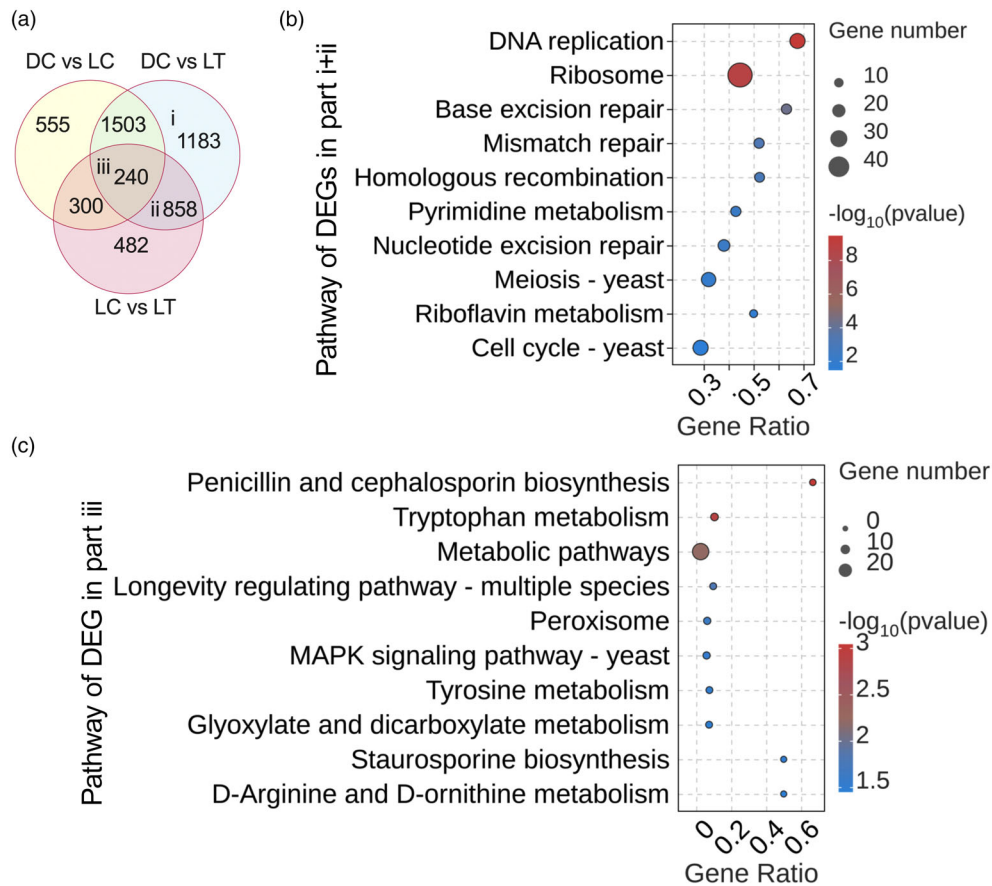 (a)
DC vs LC
DC vs LT
555
1503
i
1183
iii
240
300
ii
858
482
LC vs LT
(b)
Pathway of DEGs in part i+ii
DNA replication
Ribosome
Base excision repair
Mismatch repair
Homologous recombination
Pyrimidine metabolism
Nucleotide excision repair
Meiosis - yeast
Riboflavin metabolism
Cell cycle - yeast
0.3
0.5
0.7
Gene Ratio
Gene number
10
20
30
40
-log10(pvalue)
8
6
4
2
(c)
Pathway of DEG in part iii
Penicillin and cephalosporin biosynthesis
Tryptophan metabolism
Metabolic pathways
Longevity regulating pathway - multiple species
Peroxisome
MAPK signaling pathway - yeast
Tyrosine metabolism
Glyoxylate and dicarboxylate metabolism
Staurosporine biosynthesis
D-Arginine and D-ornithine metabolism
0
0.2
0.4
0.6
Gene Ratio
Gene number
0
10
20
-log10(pvalue)
3
2.5
2
1.5